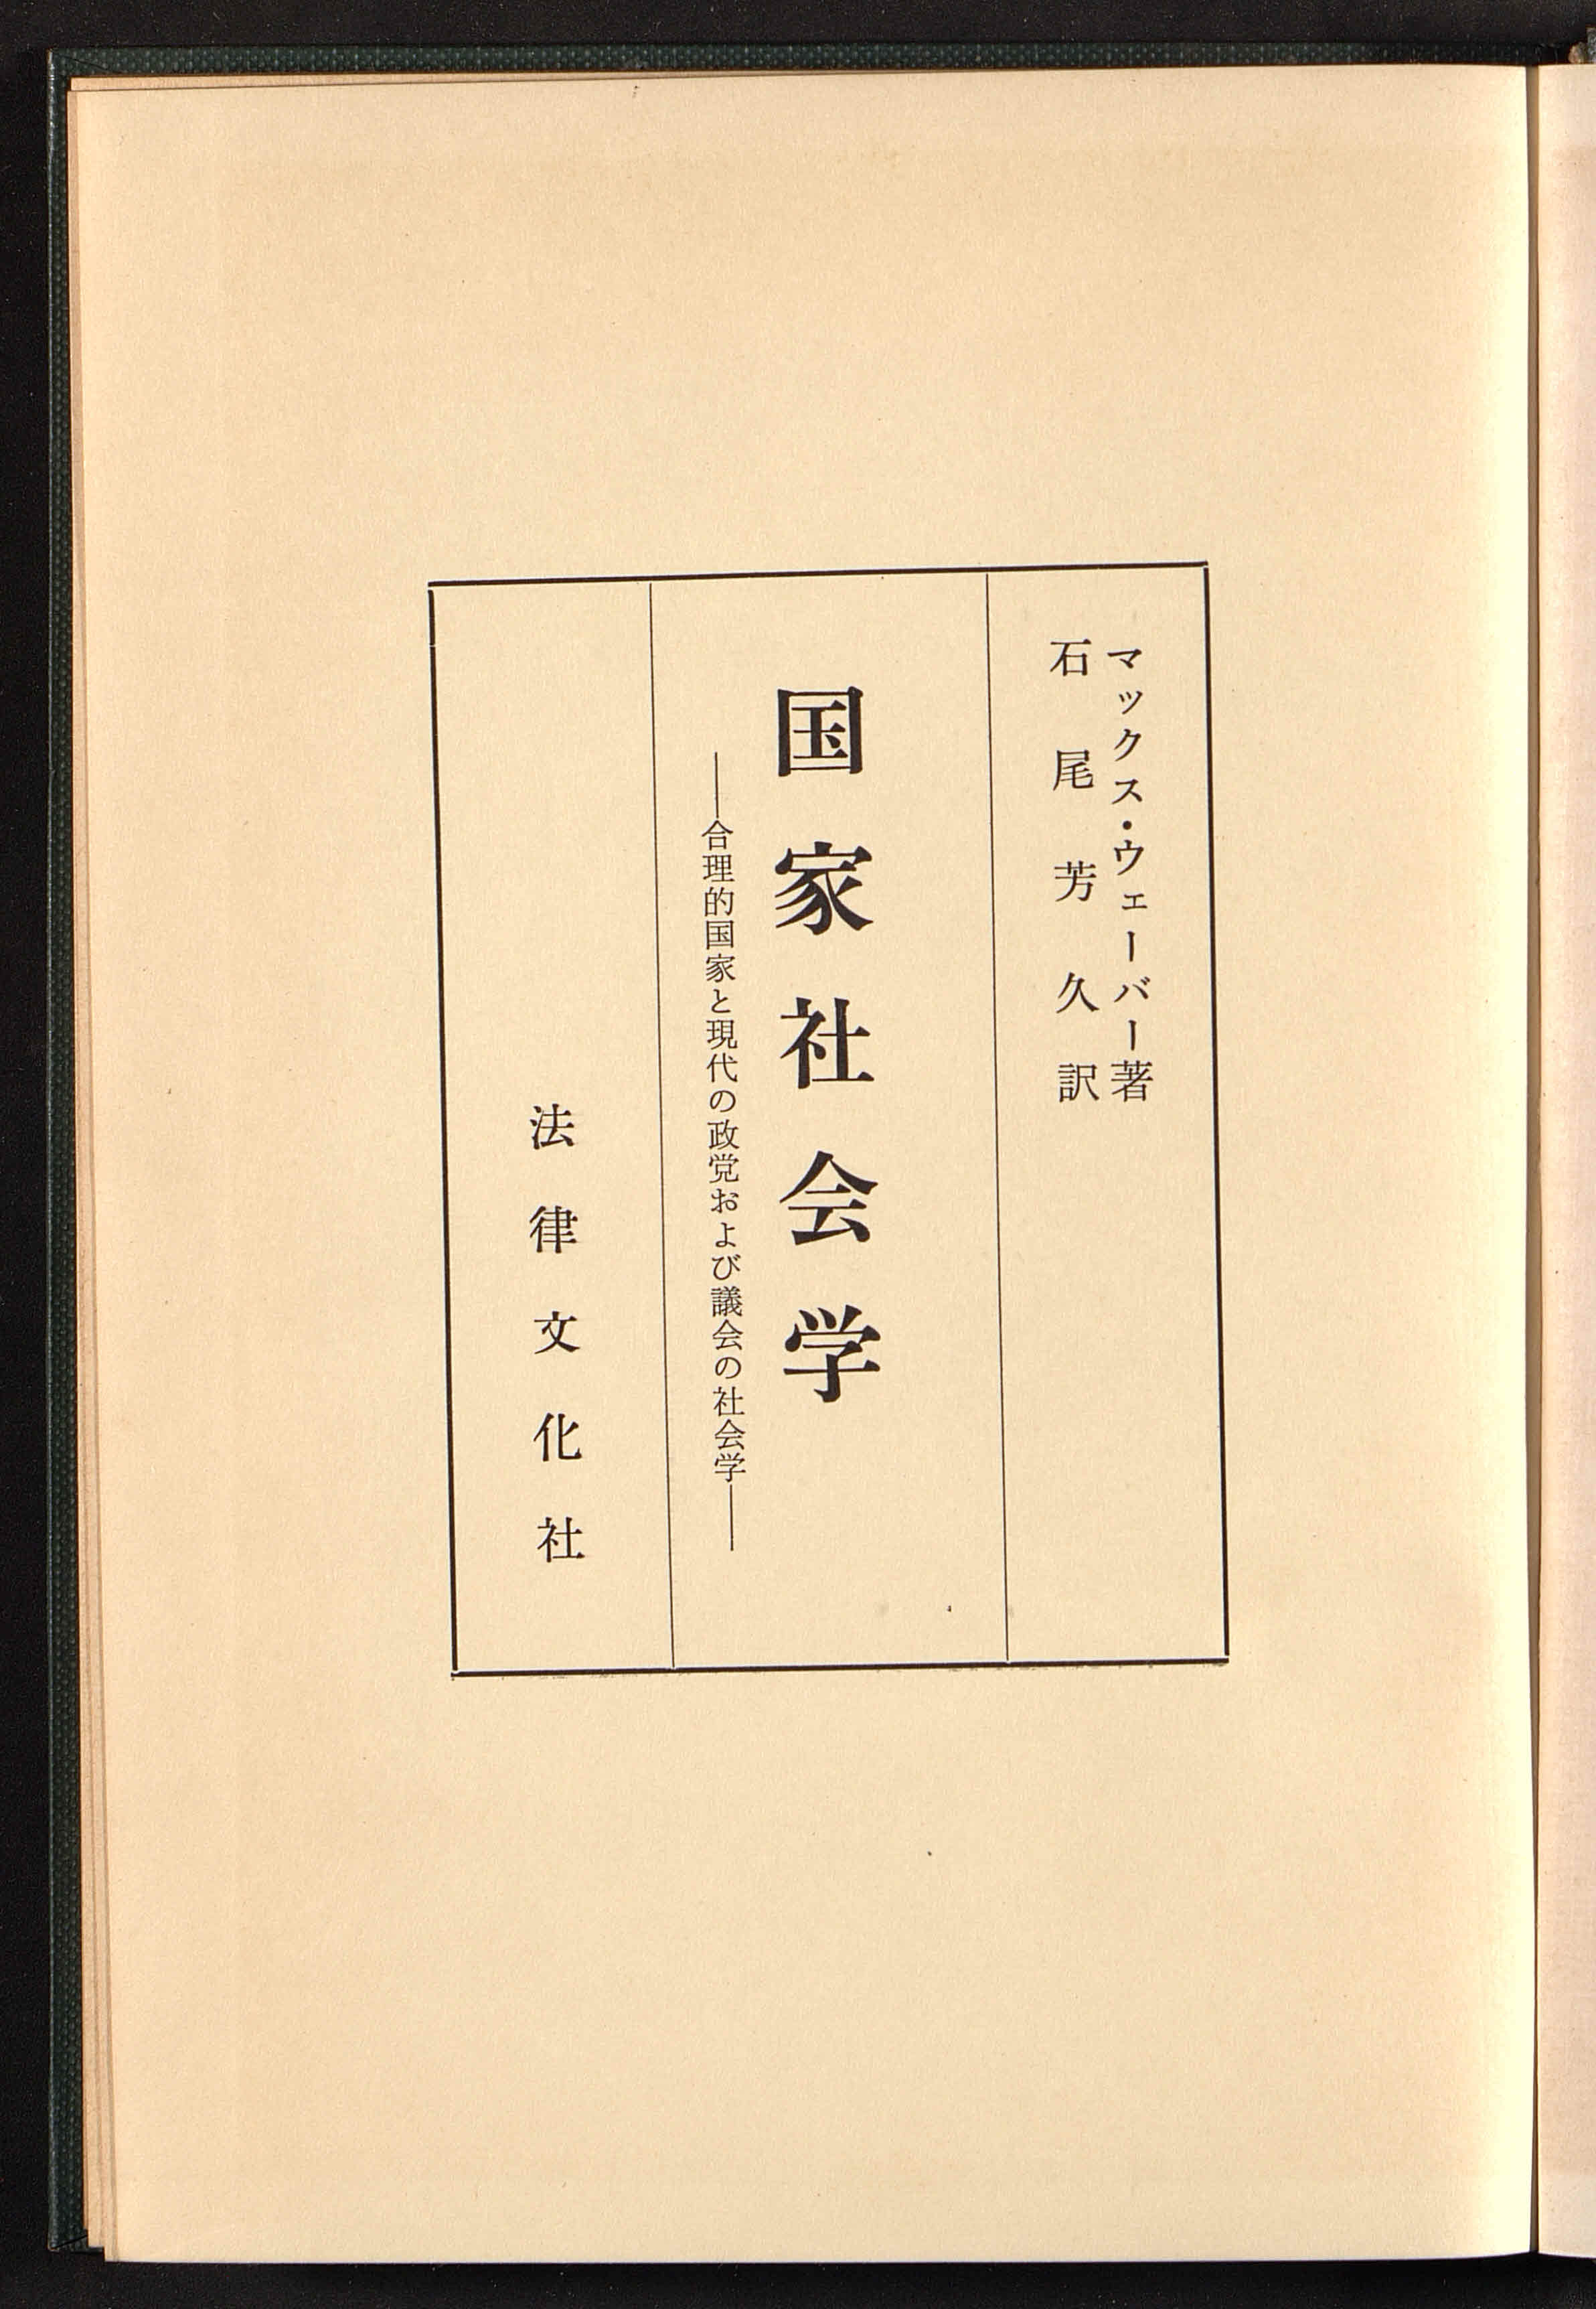 マックス・ウェーバー著
石尾芳久訳
国家社会学
――合理的国家と現代の政党および議会の社会学――
法律文化社